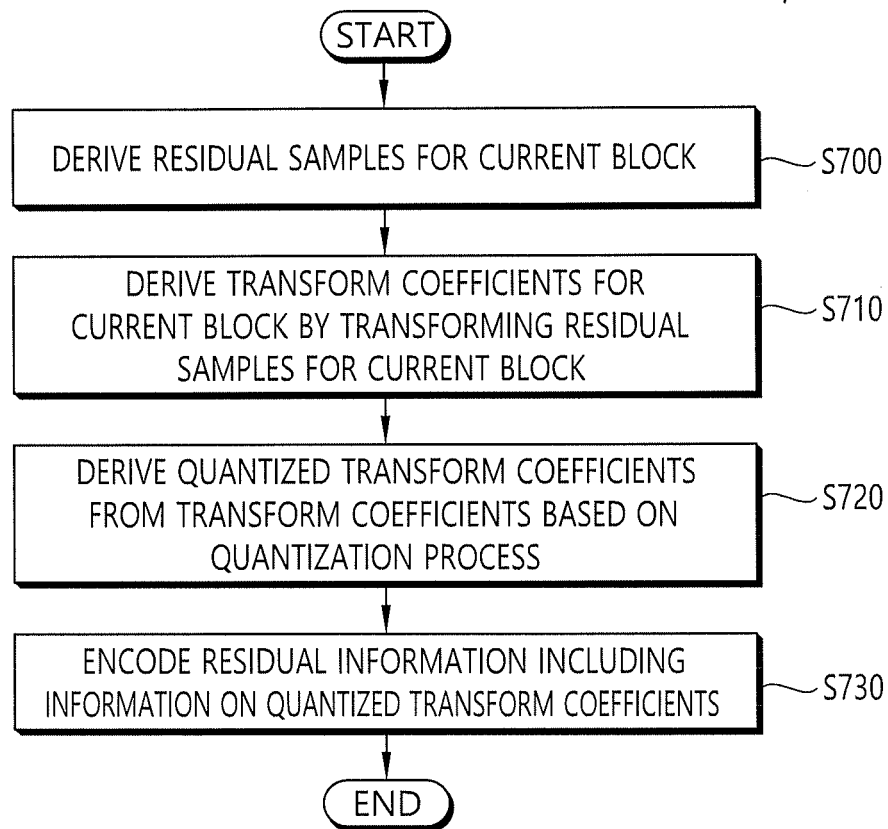 START
DERIVE RESIDUAL SAMPLES FOR CURRENT BLOCK
S700
DERIVE TRANSFORM COEFFICIENTS FOR
CURRENT BLOCK BY TRANSFORMING RESIDUAL
SAMPLES FOR CURRENT BLOCK
S710
DERIVE QUANTIZED TRANSFORM COEFFICIENTS
FROM TRANSFORM COEFFICIENTS BASED ON
QUANTIZATION PROCESS
S720
ENCODE RESIDUAL INFORMATION INCLUDING
INFORMATION ON QUANTIZED TRANSFORM COEFFICIENTS
S730
END